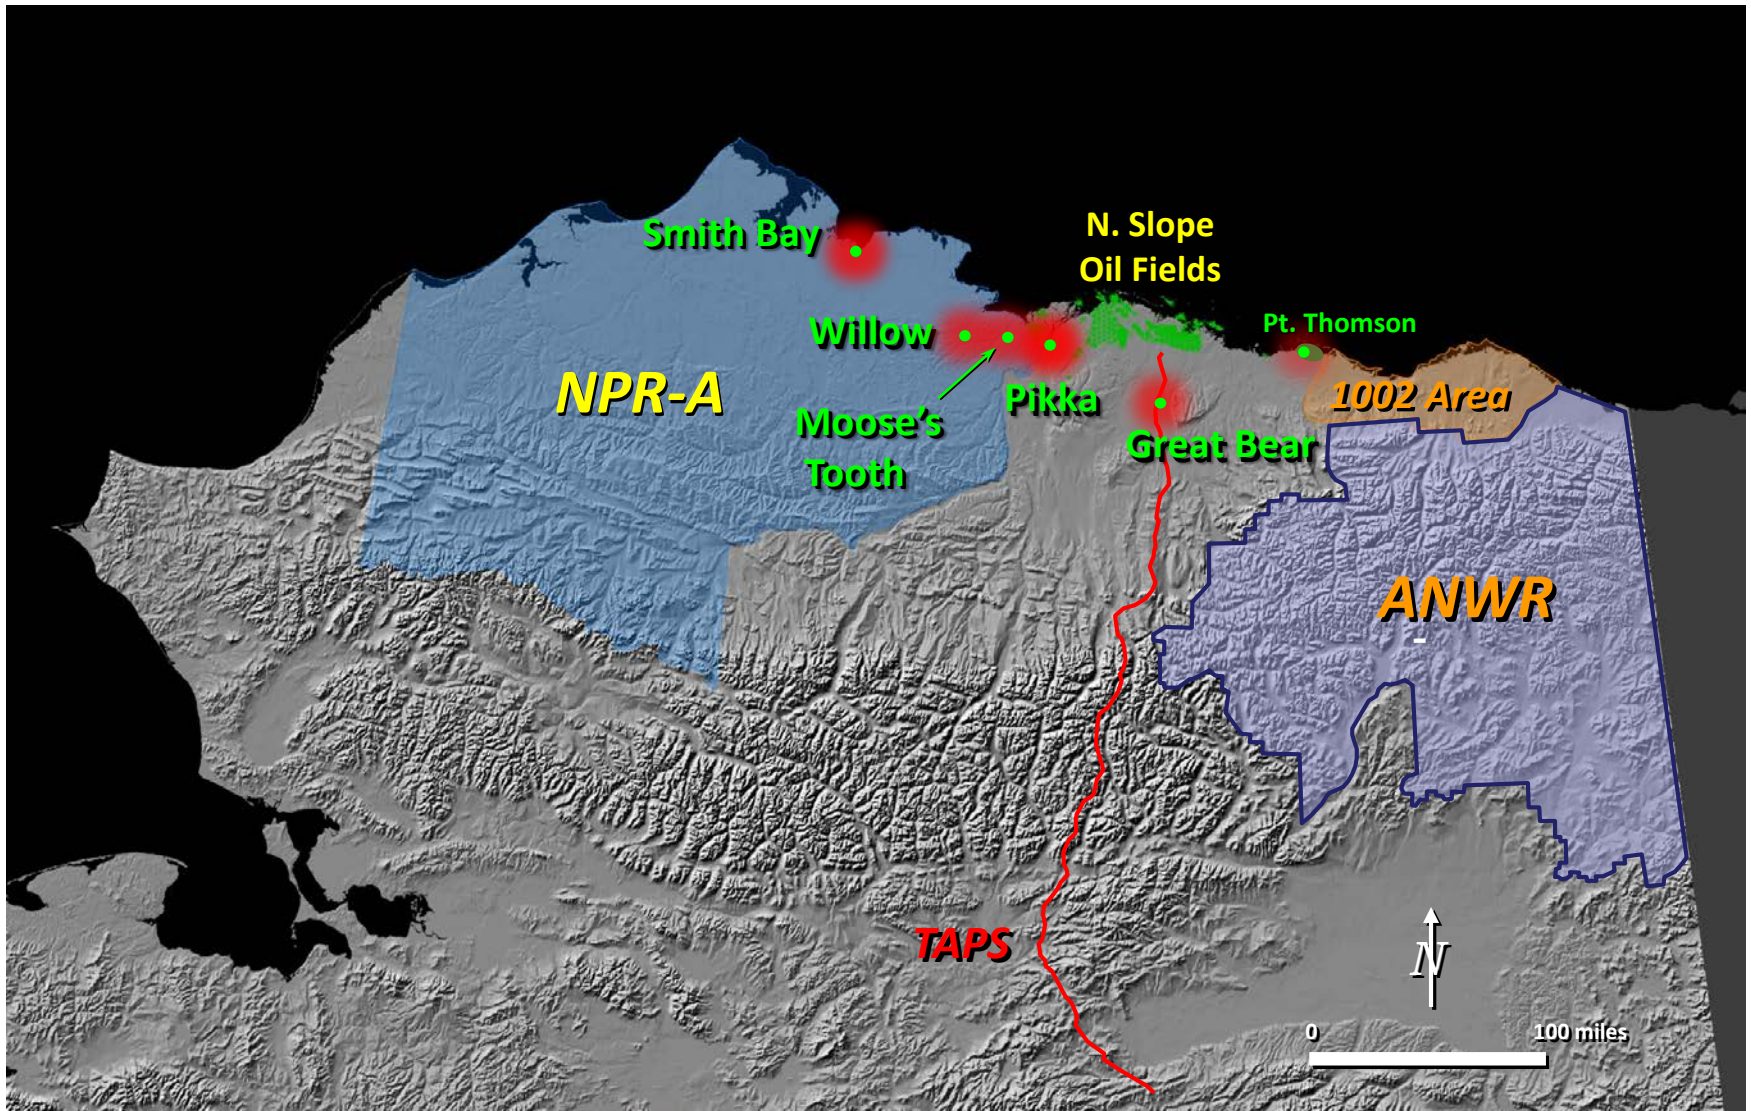 N. Slope
Oil Fields
Smith Bay
Pt. Thomson
Willow
NPR-A
Pikka
1002 Area
Moose's
Tooth
Great Bear
ANWR
-
TAPS
N
0
100 miles